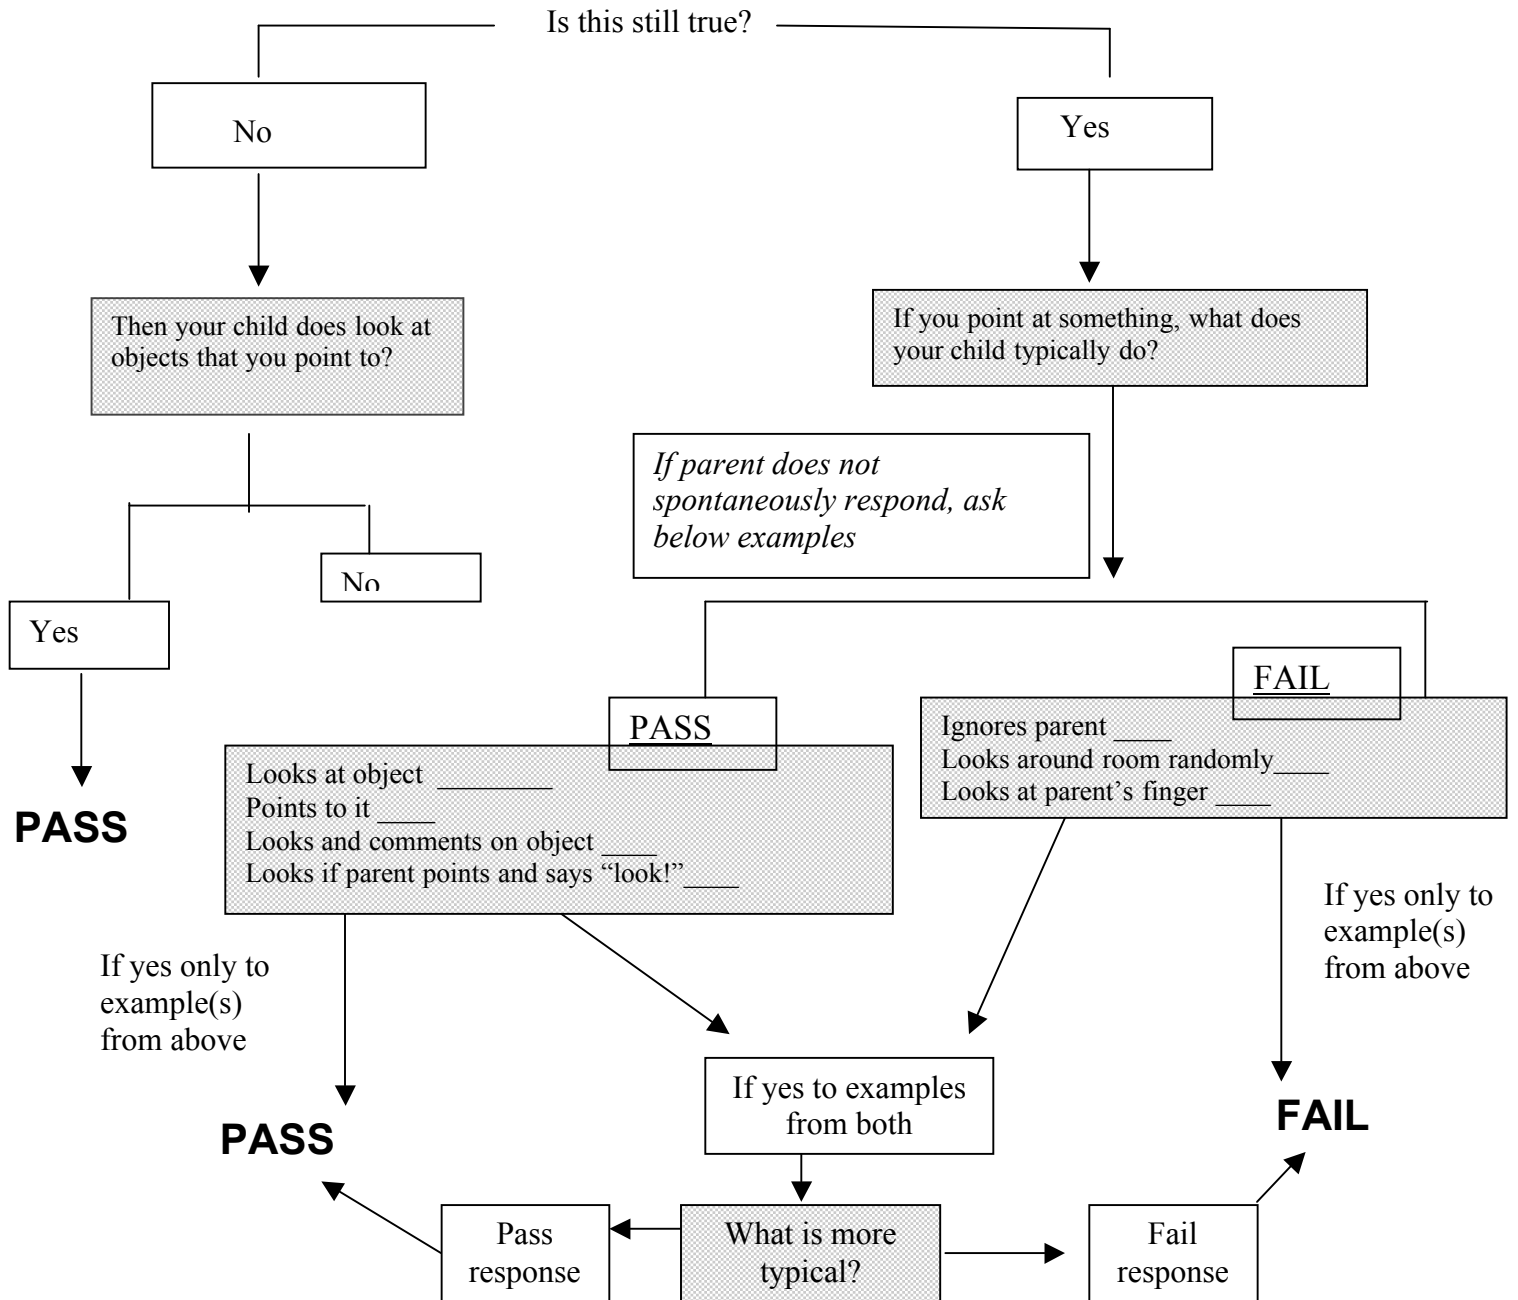 Is this still true?
No
Yes
Then your child does look at
objects that you point to?
If you point at something, what does
your child typically do?
If parent does not
spontaneously respond, ask
below examples
No
Yes
PASS
FAIL
PASS
Ignores parent ____
Looks around room randomly____
Looks at parent’s finger ____
Looks at object ________
Points to it ____
Looks and comments on object ____
Looks if parent points and says “look!”____
If yes only to
example(s)
from above
If yes only to
example(s)
from above
If yes to examples
from both
PASS
FAIL
Pass
response
What is more
typical?
Fail
response